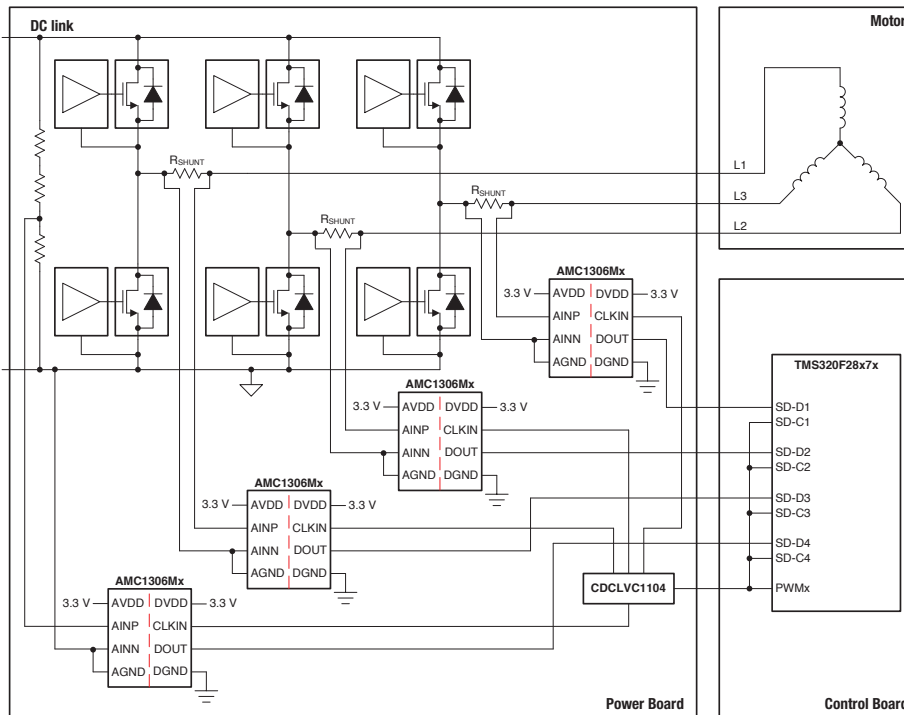 DC link
Motor
R_SHUNT
L1
R_SHUNT
L3
R_SHUNT
L2
AMC1306Mx
3.3 V AVDD DVDD 3.3 V
AINP CLKIN
AINN DOUT
AGND DGND
AMC1306Mx
3.3 V AVDD DVDD 3.3 V
AINP CLKIN
AINN DOUT
AGND DGND
AMC1306Mx
3.3 V AVDD DVDD 3.3 V
AINP CLKIN
AINN DOUT
AGND DGND
AMC1306Mx
3.3 V AVDD DVDD 3.3 V
AINP CLKIN
AINN DOUT
AGND DGND
CDCLVC1104
TMS320F28x7x
SD-D1
SD-C1
SD-D2
SD-C2
SD-D3
SD-C3
SD-D4
SD-C4
PWMx
Power Board
Control Board